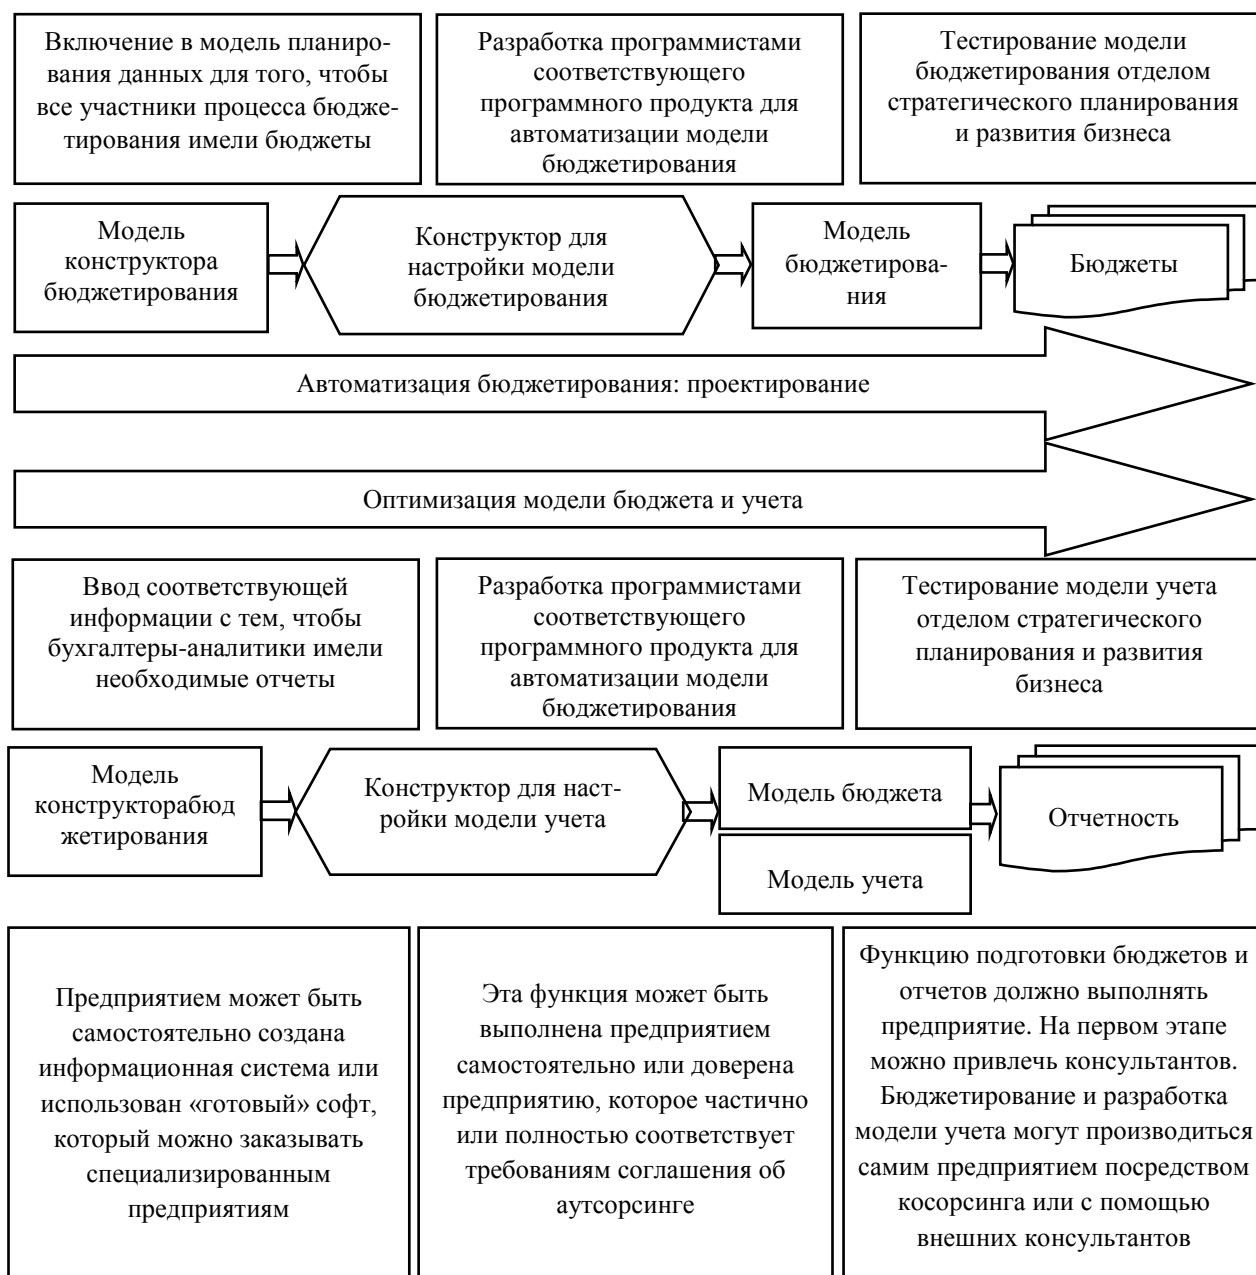 Включение в модель планиро-
вания данных для того, чтобы
все участники процесса бюдже-
тирования имели бюджеты
Разработка программистами
соответствующего
программного продукта для
автоматизации модели
бюджетирования
Тестирование модели
бюджетирования отделом
стратегического планирования
и развития бизнеса
Модель
конструктора
бюджетирования
Конструктор для
настройки модели
бюджетирования
Модель
бюджетирова-
ния
Бюджеты
Автоматизация бюджетирования: проектирование
Оптимизация модели бюджета и учета
Ввод соответствующей
информации с тем, чтобы
бухгалтеры-аналитики имели
необходимые отчеты
Разработка программистами
соответствующего
программного продукта для
автоматизации модели
бюджетирования
Тестирование модели учета
отделом стратегического
планирования и развития
бизнеса
Модель
конструкторабюд
жетирования
Конструктор для наст-
ройки модели учета
Модель бюджета
Модель учета
Отчетность
Предприятием может быть
самостоятельно создана
информационная система или
использован «готовый» софт,
который можно заказывать
специализированным
предприятиям
Эта функция может быть
выполнена предприятием
самостоятельно или доверена
предприятию, которое частично
или полностью соответствует
требованиям соглашения об
аутсорсинге
Функцию подготовки бюджетов и
отчетов должно выполнять
предприятие. На первом этапе
можно привлечь консультантов.
Бюджетирование и разработка
модели учета могут производиться
самим предприятием посредством
косорсинга или с помощью
внешних консультантов